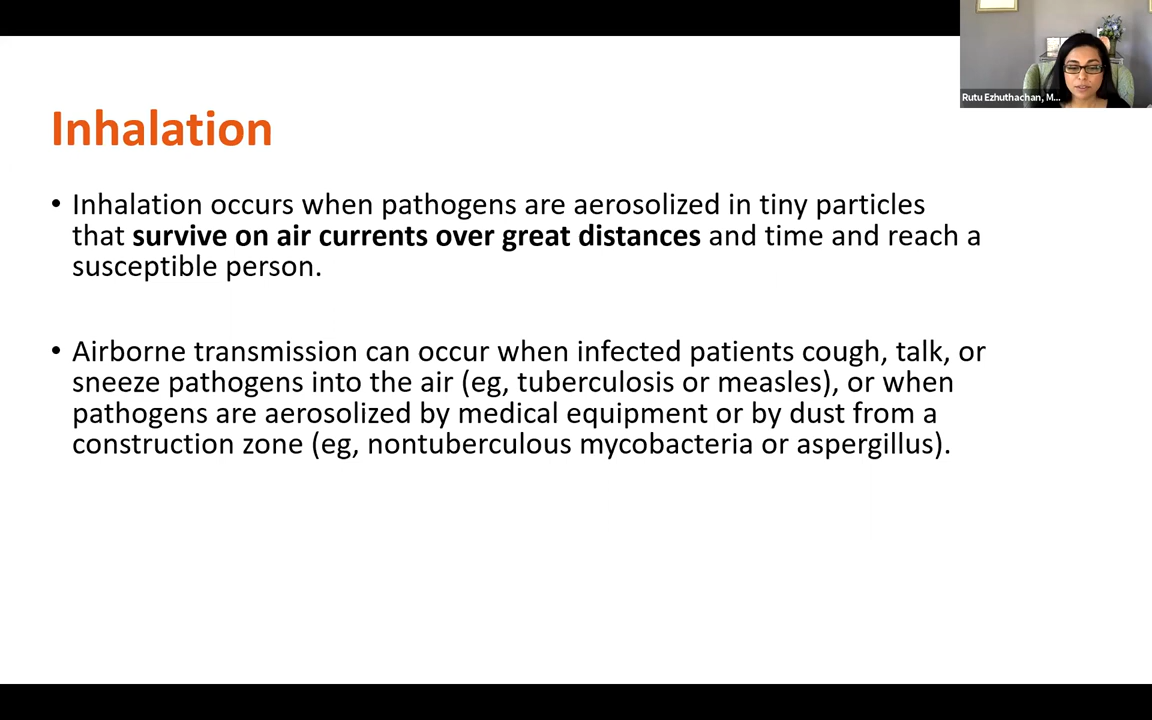 Rutu Ezhuthachan, M...
Inhalation
• Inhalation occurs when pathogens are aerosolized in tiny particles
that survive on air currents over great distances and time and reach a
susceptible person.
• Airborne transmission can occur when infected patients cough, talk, or
sneeze pathogens into the air (eg, tuberculosis or measles), or when
pathogens are aerosolized by medical equipment or by dust from a
construction zone (eg, nontuberculous mycobacteria or aspergillus).